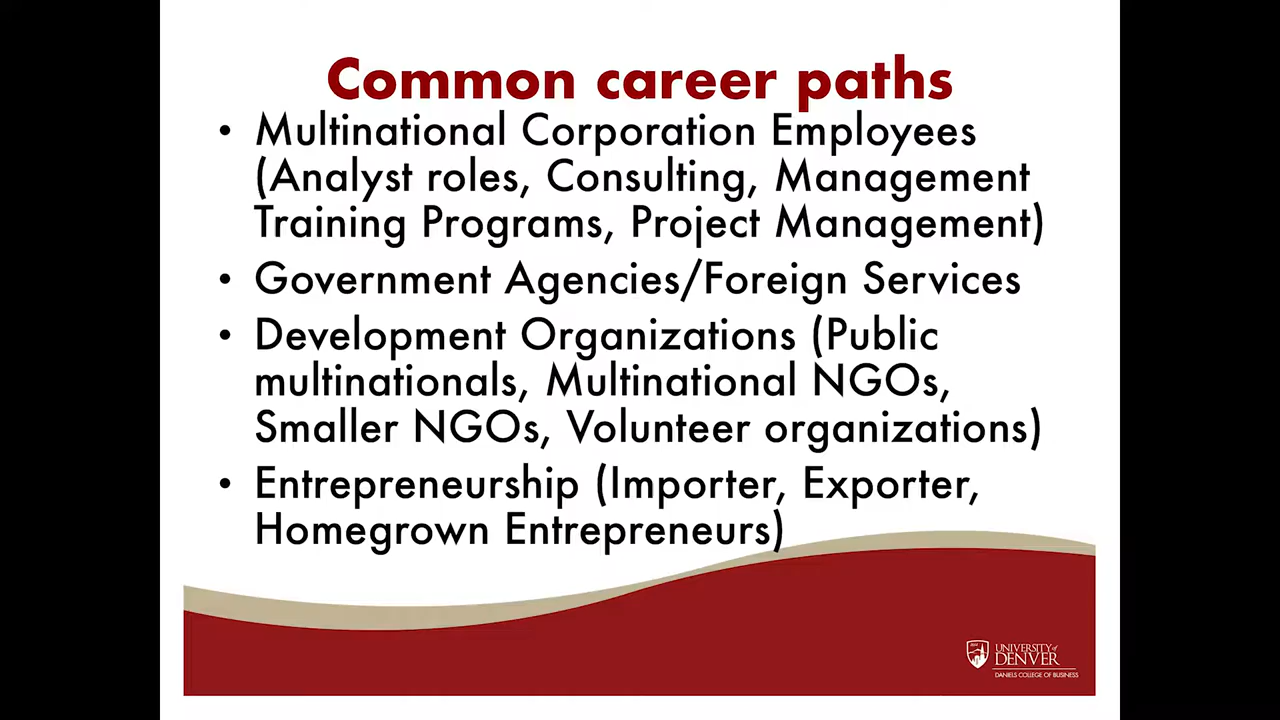 Common career paths
• Multinational Corporation Employees
(Analyst roles, Consulting, Management
Training Programs, Project Management)
• Government Agencies/Foreign Services
• Development Organizations (Public
multinationals, Multinational NGOs,
Smaller NGOs, Volunteer organizations)
• Entrepreneurship (Importer, Exporter,
Homegrown Entrepreneurs)
UNIVERSITY of
DENVER
DANIELS COLLEGE OF BUSINESS